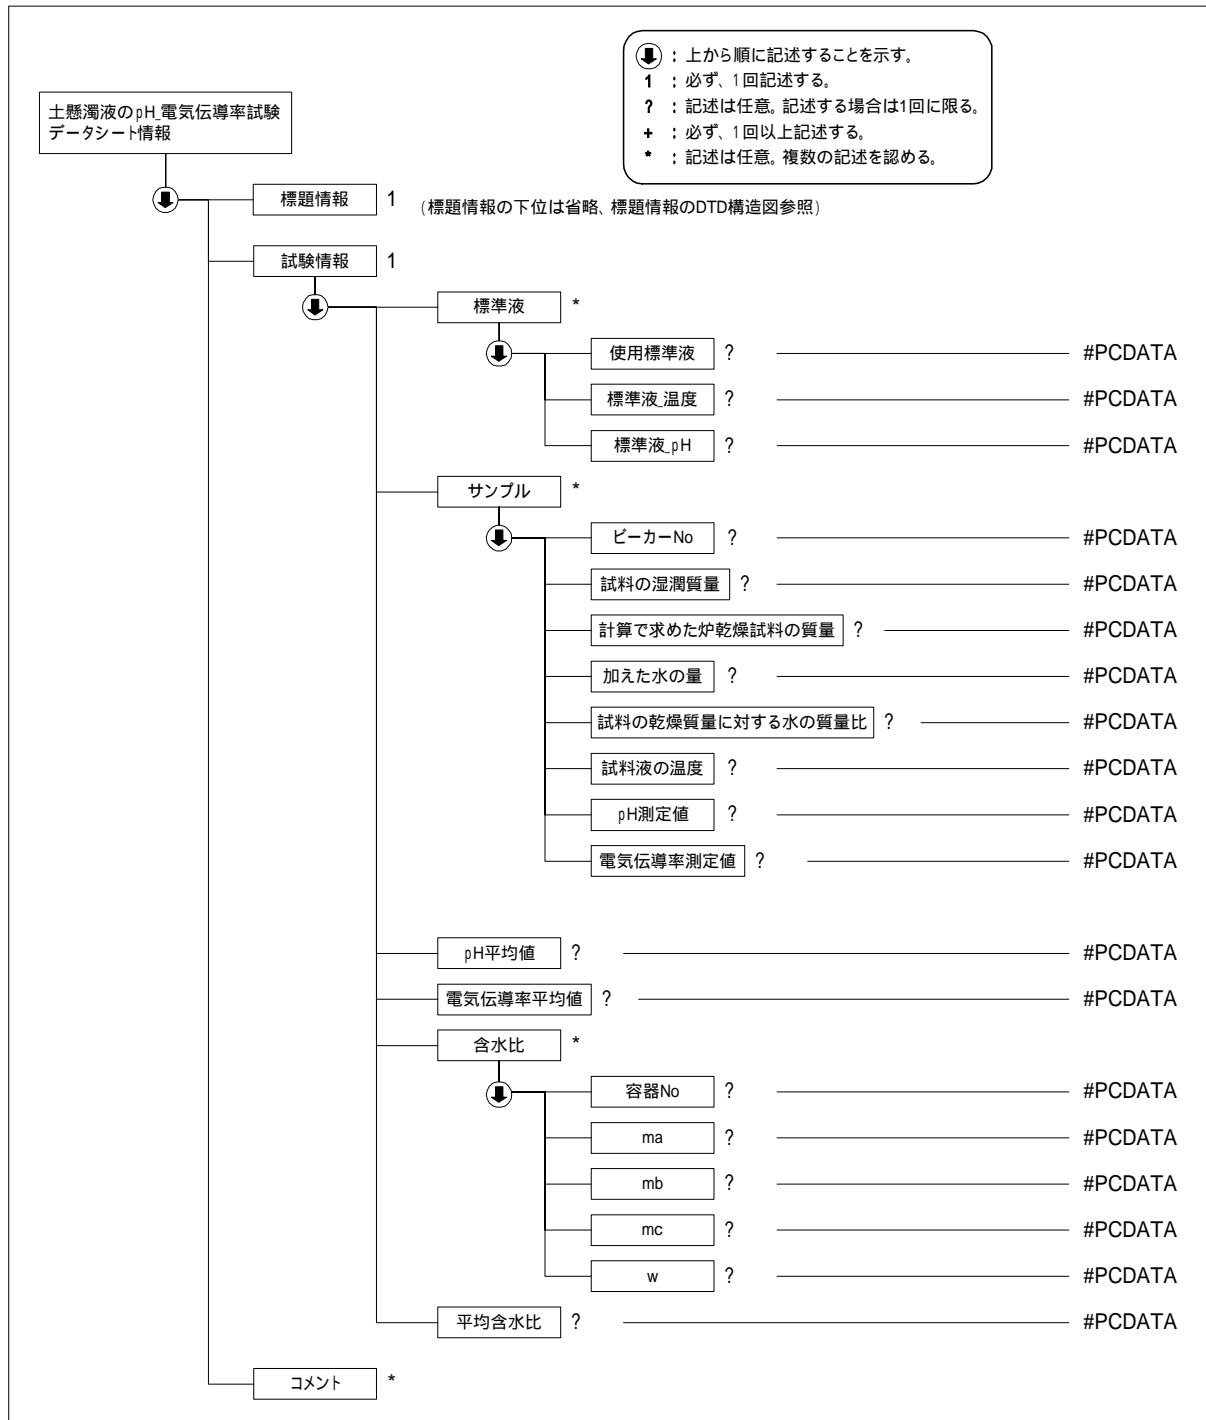 : 上から順に記述することを示す。
1 : 必ず、1回記述する。
? : 記述は任意。記述する場合は1回に限る。
+ : 必ず、1回以上記述する。
* : 記述は任意。複数の記述を認める。
土懸濁液のpH_電気伝導率試験
データシート情報
標題情報 1 (標題情報の下位は省略、標題情報のDTD構造図参照)
試験情報 1
標準液 *
使用標準液 ? #PCDATA
標準液_温度 ? #PCDATA
標準液_pH ? #PCDATA
サンプル *
ビーカーNo ? #PCDATA
試料の湿潤質量 ? #PCDATA
計算で求めた炉乾燥試料の質量 ? #PCDATA
加えた水の量 ? #PCDATA
試料の乾燥質量に対する水の質量比 ? #PCDATA
試料液の温度 ? #PCDATA
pH測定値 ? #PCDATA
電気伝導率測定値 ? #PCDATA
pH平均値 ? #PCDATA
電気伝導率平均値 ? #PCDATA
含水比 *
容器No ? #PCDATA
ma ? #PCDATA
mb ? #PCDATA
mc ? #PCDATA
w ? #PCDATA
平均含水比 ? #PCDATA
コメント *